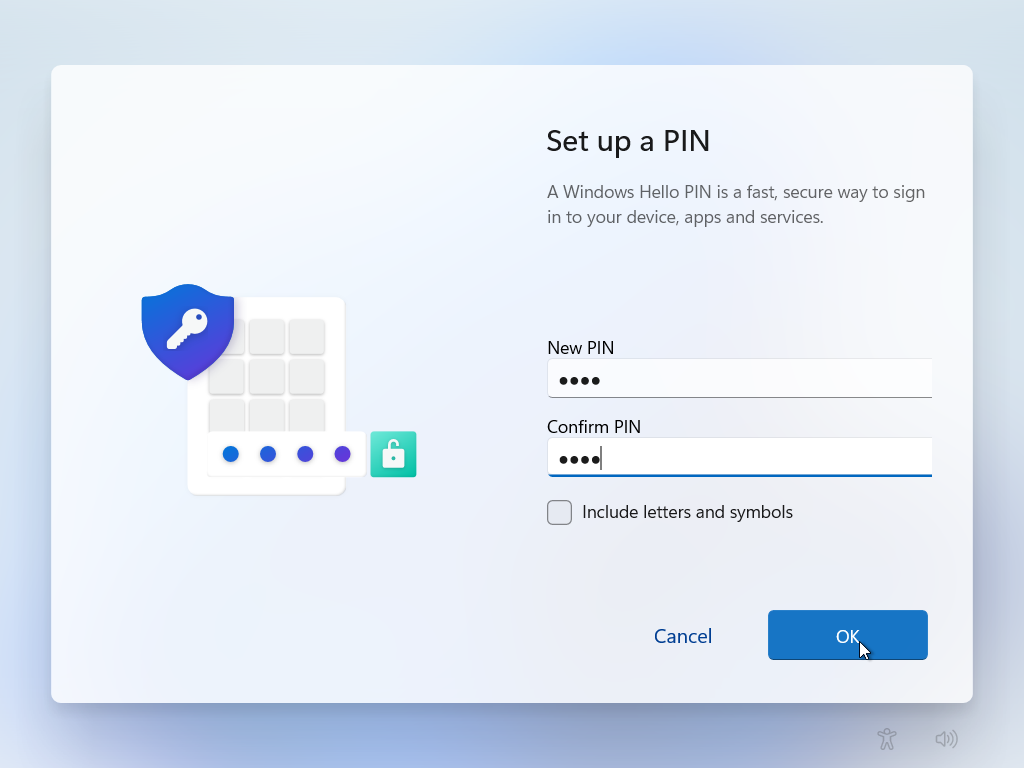 Set up a PIN
A Windows Hello PIN is a fast, secure way to sign
in to your device, apps and services.
New PIN
●●●●
Confirm PIN
●●●●
Include letters and symbols
Cancel
OK